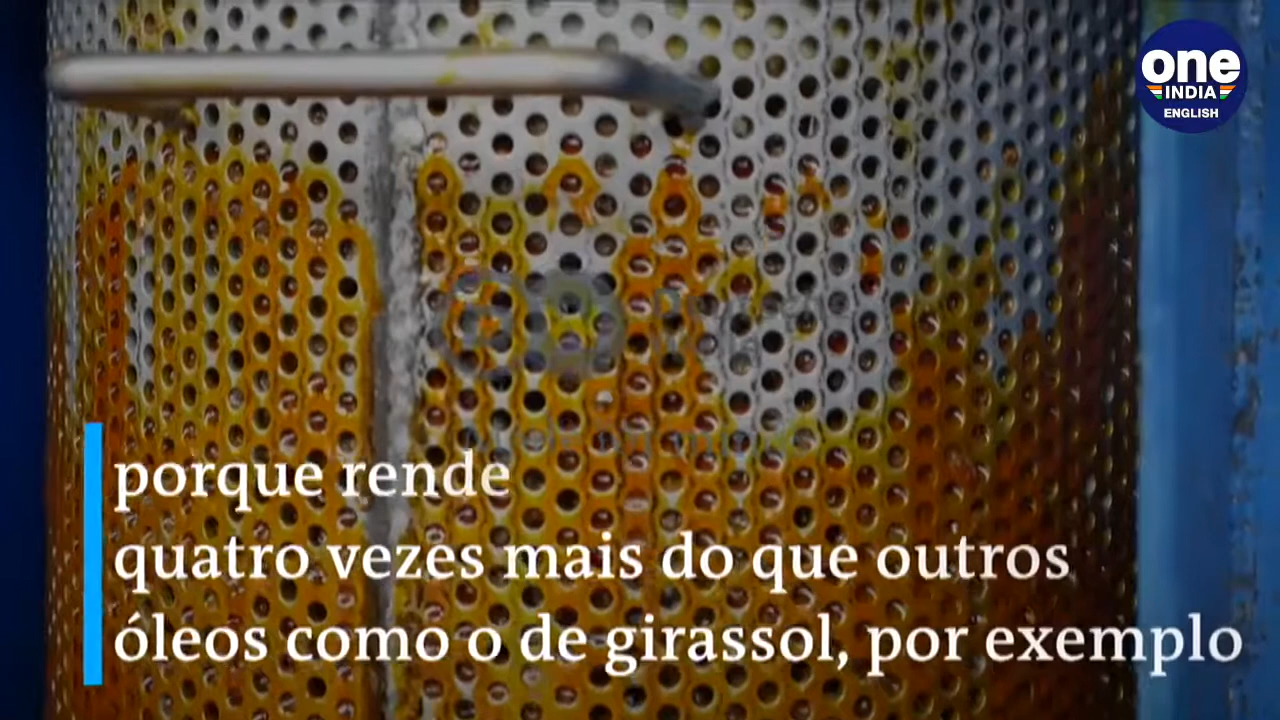 one
INDIA
ENGLISH
porque rende
quatro vezes mais do que outros
óleos como o de girassol, por exemplo